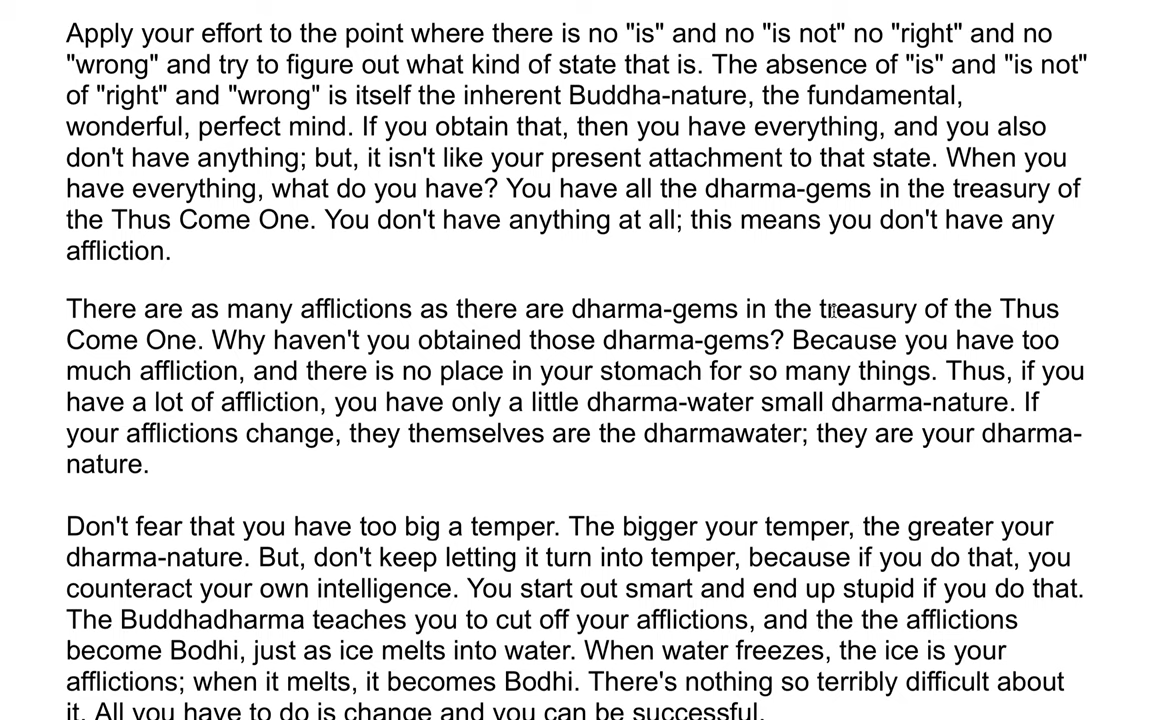 Apply your effort to the point where there is no "is" and no "is not" no "right" and no
"wrong" and try to figure out what kind of state that is. The absence of "is" and "is not"
of "right" and "wrong" is itself the inherent Buddha-nature, the fundamental,
wonderful, perfect mind. If you obtain that, then you have everything, and you also
don't have anything; but, it isn't like your present attachment to that state. When you
have everything, what do you have? You have all the dharma-gems in the treasury of
the Thus Come One. You don't have anything at all; this means you don't have any
affliction.
There are as many afflictions as there are dharma-gems in the treasury of the Thus
Come One. Why haven't you obtained those dharma-gems? Because you have too
much affliction, and there is no place in your stomach for so many things. Thus, if you
have a lot of affliction, you have only a little dharma-water small dharma-nature. If
your afflictions change, they themselves are the dharmawater; they are your dharma-
nature.
Don't fear that you have too big a temper. The bigger your temper, the greater your
dharma-nature. But, don't keep letting it turn into temper, because if you do that, you
counteract your own intelligence. You start out smart and end up stupid if you do that.
The Buddhadharma teaches you to cut off your afflictions, and the the afflictions
become Bodhi, just as ice melts into water. When water freezes, the ice is your
afflictions; when it melts, it becomes Bodhi. There's nothing so terribly difficult about
it. All you have to do is change and you can be successful.